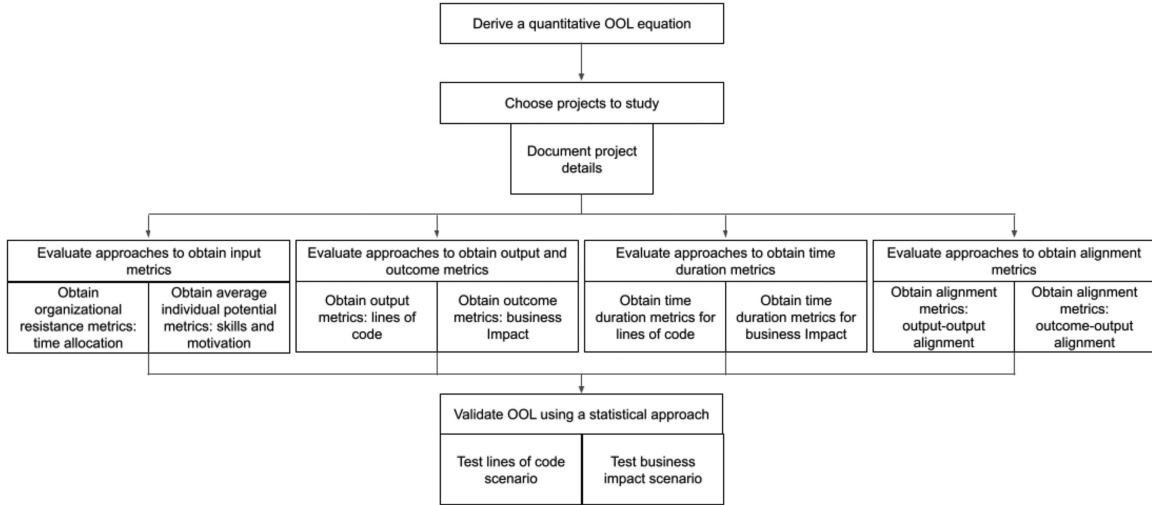 Derive a quantitative OOL equation
Choose projects to study
Document project
details
Evaluate approaches to obtain input
metrics
Obtain
organizational
resistance metrics:
time allocation
Obtain average
individual potential
metrics: skills and
motivation
Evaluate approaches to obtain output and
outcome metrics
Obtain output
metrics: lines of
code
Obtain outcome
metrics: business
Impact
Evaluate approaches to obtain time
duration metrics
Obtain time
duration metrics for
lines of code
Obtain time
duration metrics for
business Impact
Evaluate approaches to obtain alignment
metrics
Obtain alignment
metrics:
output-output
alignment
Obtain alignment
metrics:
outcome-output
alignment
Validate OOL using a statistical approach
Test lines of code
scenario
Test business
impact scenario